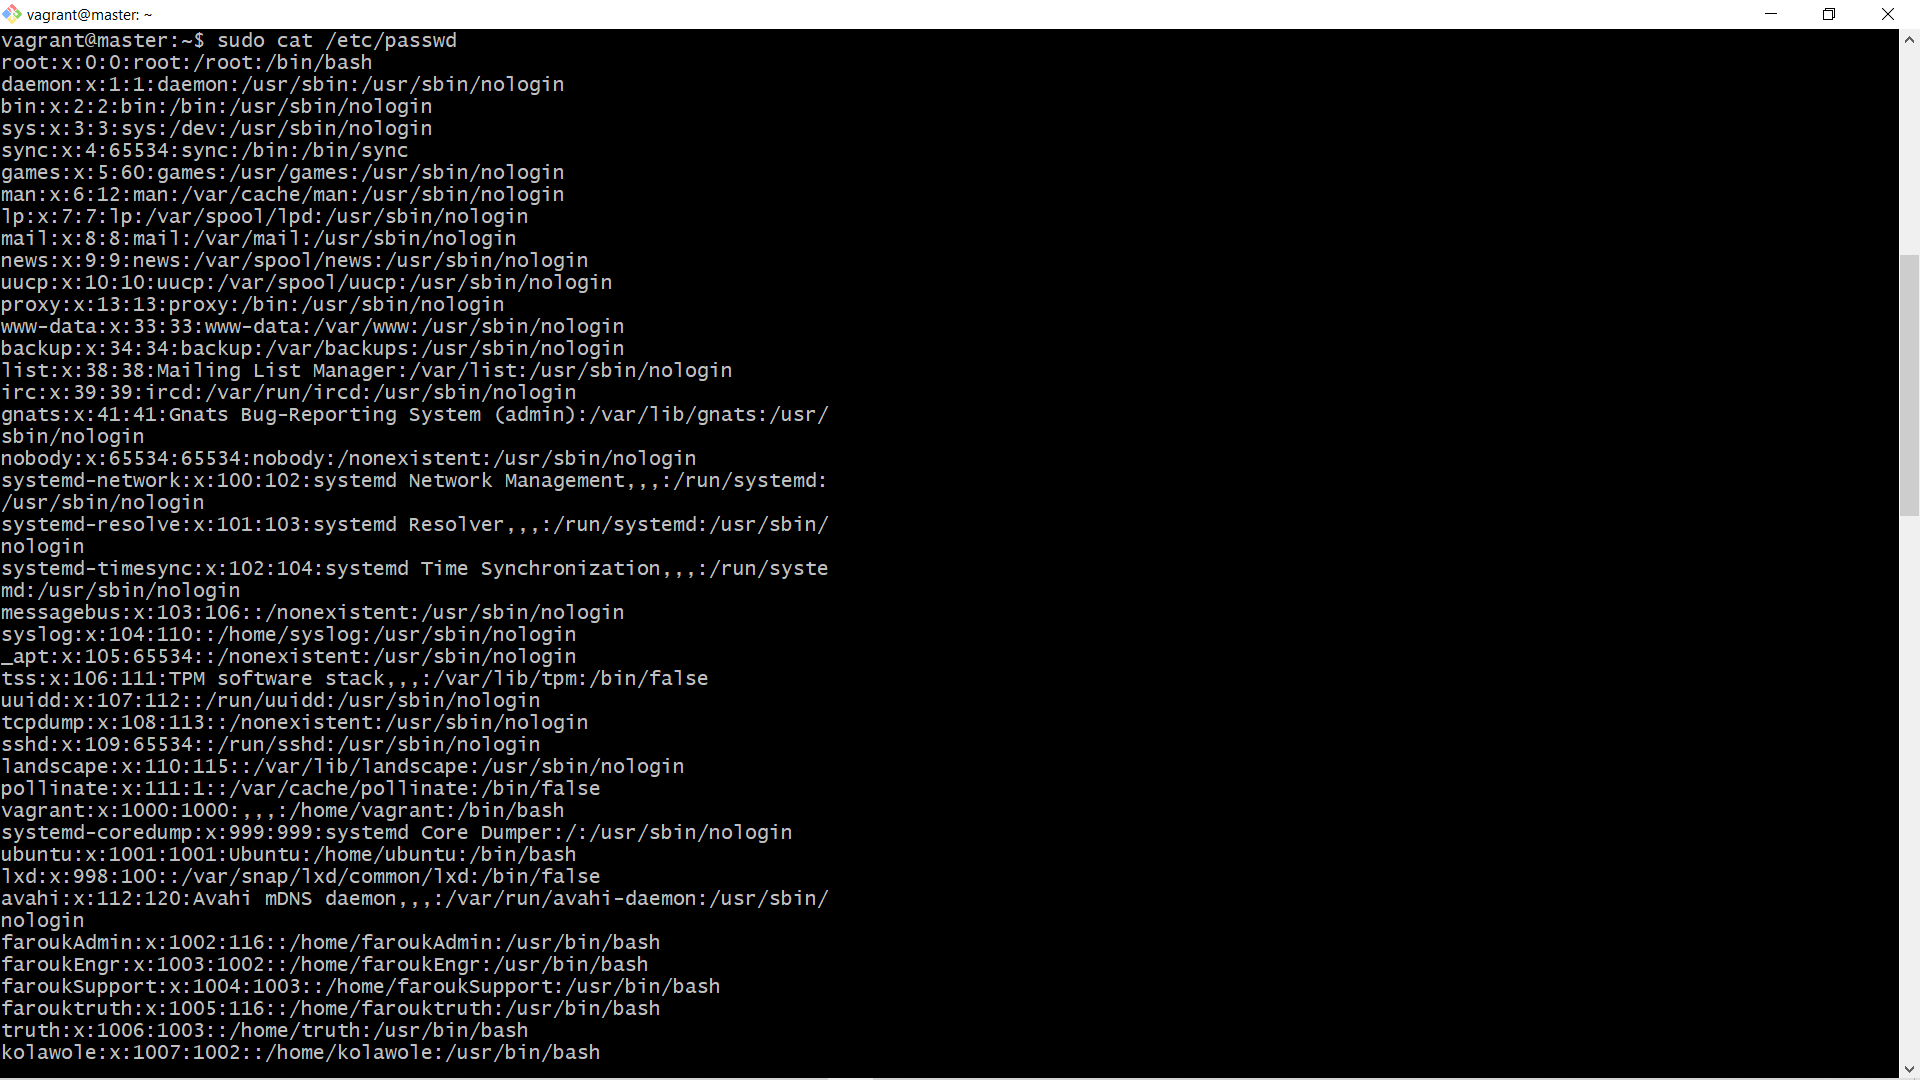 vagrant@master: ~
vagrant@master:~$ sudo cat /etc/passwd
root:x:0:0:root:/root:/bin/bash
daemon:x:1:1:daemon:/usr/sbin:/usr/sbin/nologin
bin:x:2:2:bin:/bin:/usr/sbin/nologin
sys:x:3:3:sys:/dev:/usr/sbin/nologin
sync:x:4:65534:sync:/bin:/bin/sync
games:x:5:60:games:/usr/games:/usr/sbin/nologin
man:x:6:12:man:/var/cache/man:/usr/sbin/nologin
lp:x:7:7:lp:/var/spool/lpd:/usr/sbin/nologin
mail:x:8:8:mail:/var/mail:/usr/sbin/nologin
news:x:9:9:news:/var/spool/news:/usr/sbin/nologin
uucp:x:10:10:uucp:/var/spool/uucp:/usr/sbin/nologin
proxy:x:13:13:proxy:/bin:/usr/sbin/nologin
www-data:x:33:33:www-data:/var/www:/usr/sbin/nologin
backup:x:34:34:backup:/var/backups:/usr/sbin/nologin
list:x:38:38:Mailing List Manager:/var/list:/usr/sbin/nologin
irc:x:39:39:ircd:/var/run/ircd:/usr/sbin/nologin
gnats:x:41:41:Gnats Bug-Reporting System (admin):/var/lib/gnats:/usr/
sbin/nologin
nobody:x:65534:65534:nobody:/nonexistent:/usr/sbin/nologin
systemd-network:x:100:102:systemd Network Management,,,:/run/systemd:
/usr/sbin/nologin
systemd-resolve:x:101:103:systemd Resolver,,,:/run/systemd:/usr/sbin/
nologin
systemd-timesync:x:102:104:systemd Time Synchronization,,,:/run/syste
md:/usr/sbin/nologin
messagebus:x:103:106::/nonexistent:/usr/sbin/nologin
syslog:x:104:110::/home/syslog:/usr/sbin/nologin
_apt:x:105:65534::/nonexistent:/usr/sbin/nologin
tss:x:106:111:TPM software stack,,,:/var/lib/tpm:/bin/false
uuidd:x:107:112::/run/uuidd:/usr/sbin/nologin
tcpdump:x:108:113::/nonexistent:/usr/sbin/nologin
sshd:x:109:65534::/run/sshd:/usr/sbin/nologin
landscape:x:110:115::/var/lib/landscape:/usr/sbin/nologin
pollinate:x:111:1::/var/cache/pollinate:/bin/false
vagrant:x:1000:1000:,,,:/home/vagrant:/bin/bash
systemd-coredump:x:999:999:systemd Core Dumper:/:/usr/sbin/nologin
ubuntu:x:1001:1001:Ubuntu:/home/ubuntu:/bin/bash
lxd:x:998:100::/var/snap/lxd/common/lxd:/bin/false
avahi:x:112:120:Avahi mDNS daemon,,,:/var/run/avahi-daemon:/usr/sbin/
nologin
faroukAdmin:x:1002:116::/home/faroukAdmin:/usr/bin/bash
faroukEngr:x:1003:1002::/home/faroukEngr:/usr/bin/bash
faroukSupport:x:1004:1003::/home/faroukSupport:/usr/bin/bash
farouktruth:x:1005:116::/home/farouktruth:/usr/bin/bash
truth:x:1006:1003::/home/truth:/usr/bin/bash
kolawole:x:1007:1002::/home/kolawole:/usr/bin/bash